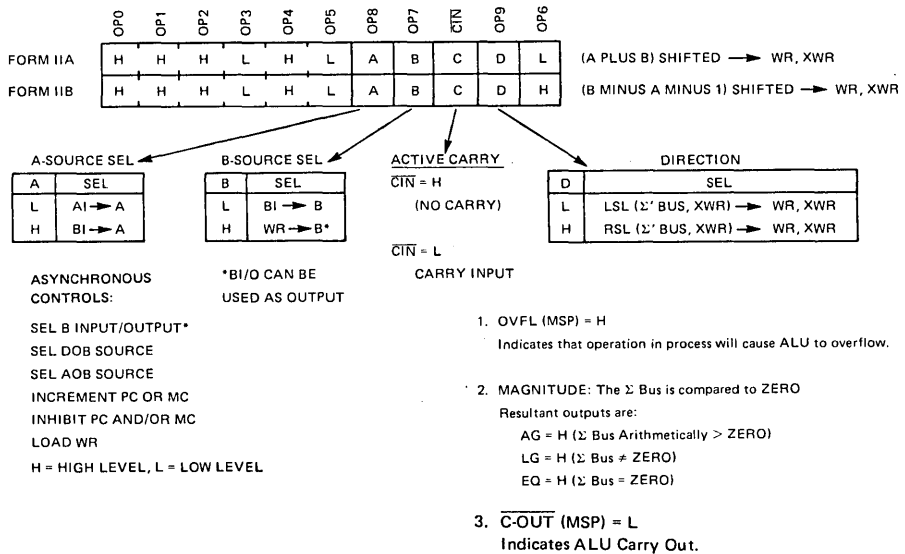 OP0 OP1 OP2 OP3 OP4 OP5 OP8 OP7 C̅I̅N̅ OP9 OP6
FORM IIA H H H L H L A B C D L (A PLUS B) SHIFTED → WR, XWR
FORM IIB H H H L H L A B C D H (B MINUS A MINUS 1) SHIFTED → WR, XWR
A-SOURCE SEL
A SEL
L AI → A
H BI → A
B-SOURCE SEL
B SEL
L BI → B
H WR → B*
*BI/O CAN BE
USED AS OUTPUT
ACTIVE CARRY
C̅I̅N̅ = H
(NO CARRY)
C̅I̅N̅ = L
CARRY INPUT
DIRECTION
D SEL
L LSL (Σ' BUS, XWR) → WR, XWR
H RSL (Σ' BUS, XWR) → WR, XWR
ASYNCHRONOUS
CONTROLS:
SEL B INPUT/OUTPUT*
SEL DOB SOURCE
SEL AOB SOURCE
INCREMENT PC OR MC
INHIBIT PC AND/OR MC
LOAD WR
H = HIGH LEVEL, L = LOW LEVEL
1. OVFL (MSP) = H
Indicates that operation in process will cause ALU to overflow.
2. MAGNITUDE: The Σ Bus is compared to ZERO
Resultant outputs are:
AG = H (Σ Bus Arithmetically > ZERO)
LG = H (Σ Bus ≠ ZERO)
EQ = H (Σ Bus = ZERO)
3. C̅-̅O̅U̅T̅ (MSP) = L
Indicates ALU Carry Out.